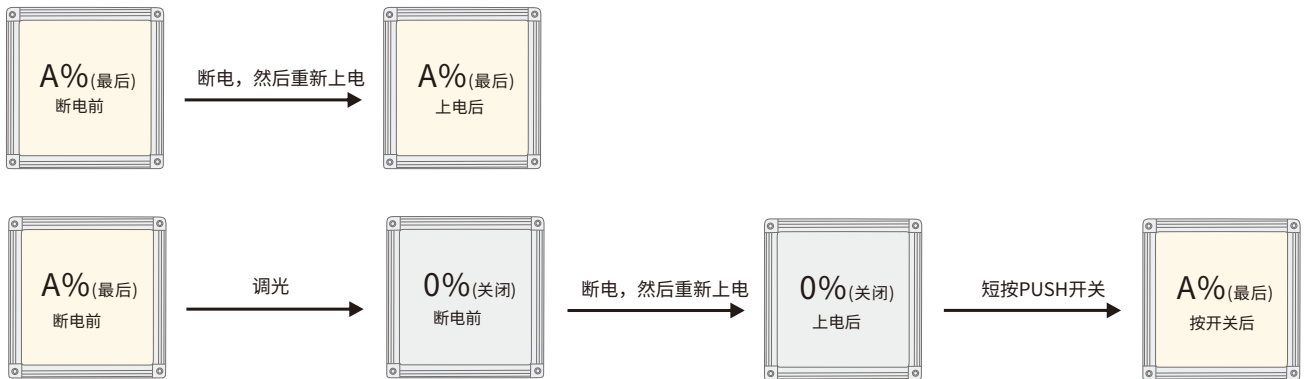 A%(最后)
断电前
断电，然后重新上电
A%(最后)
上电后
A%(最后)
断电前
调光
0%(关闭)
断电前
断电，然后重新上电
0%(关闭)
上电后
短按PUSH开关
A%(最后)
按开关后